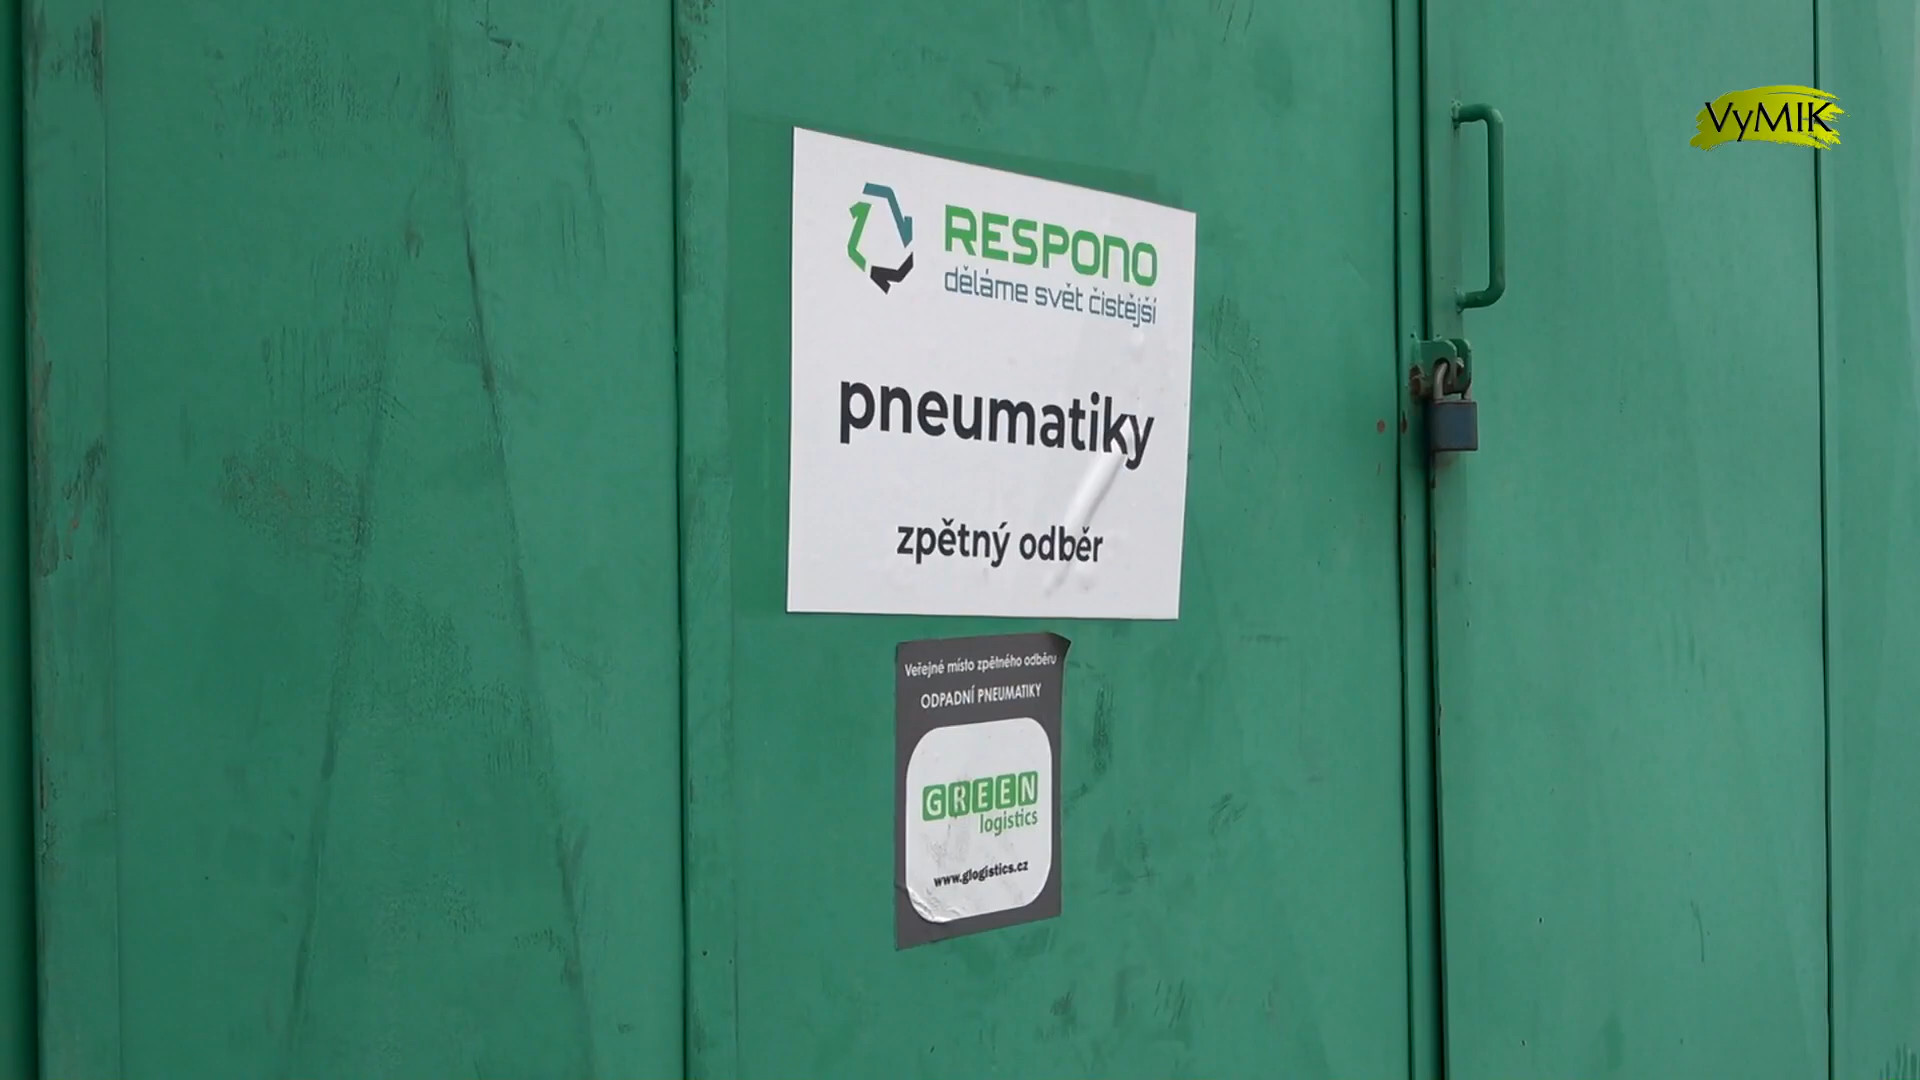 VyMIK
RESPONO
děláme svět čistější
pneumatiky
zpětný odběr
Veřejné místo zpětného odběru
ODPADNÍ PNEUMATIKY
GREEN
logistics
www.glogistics.cz